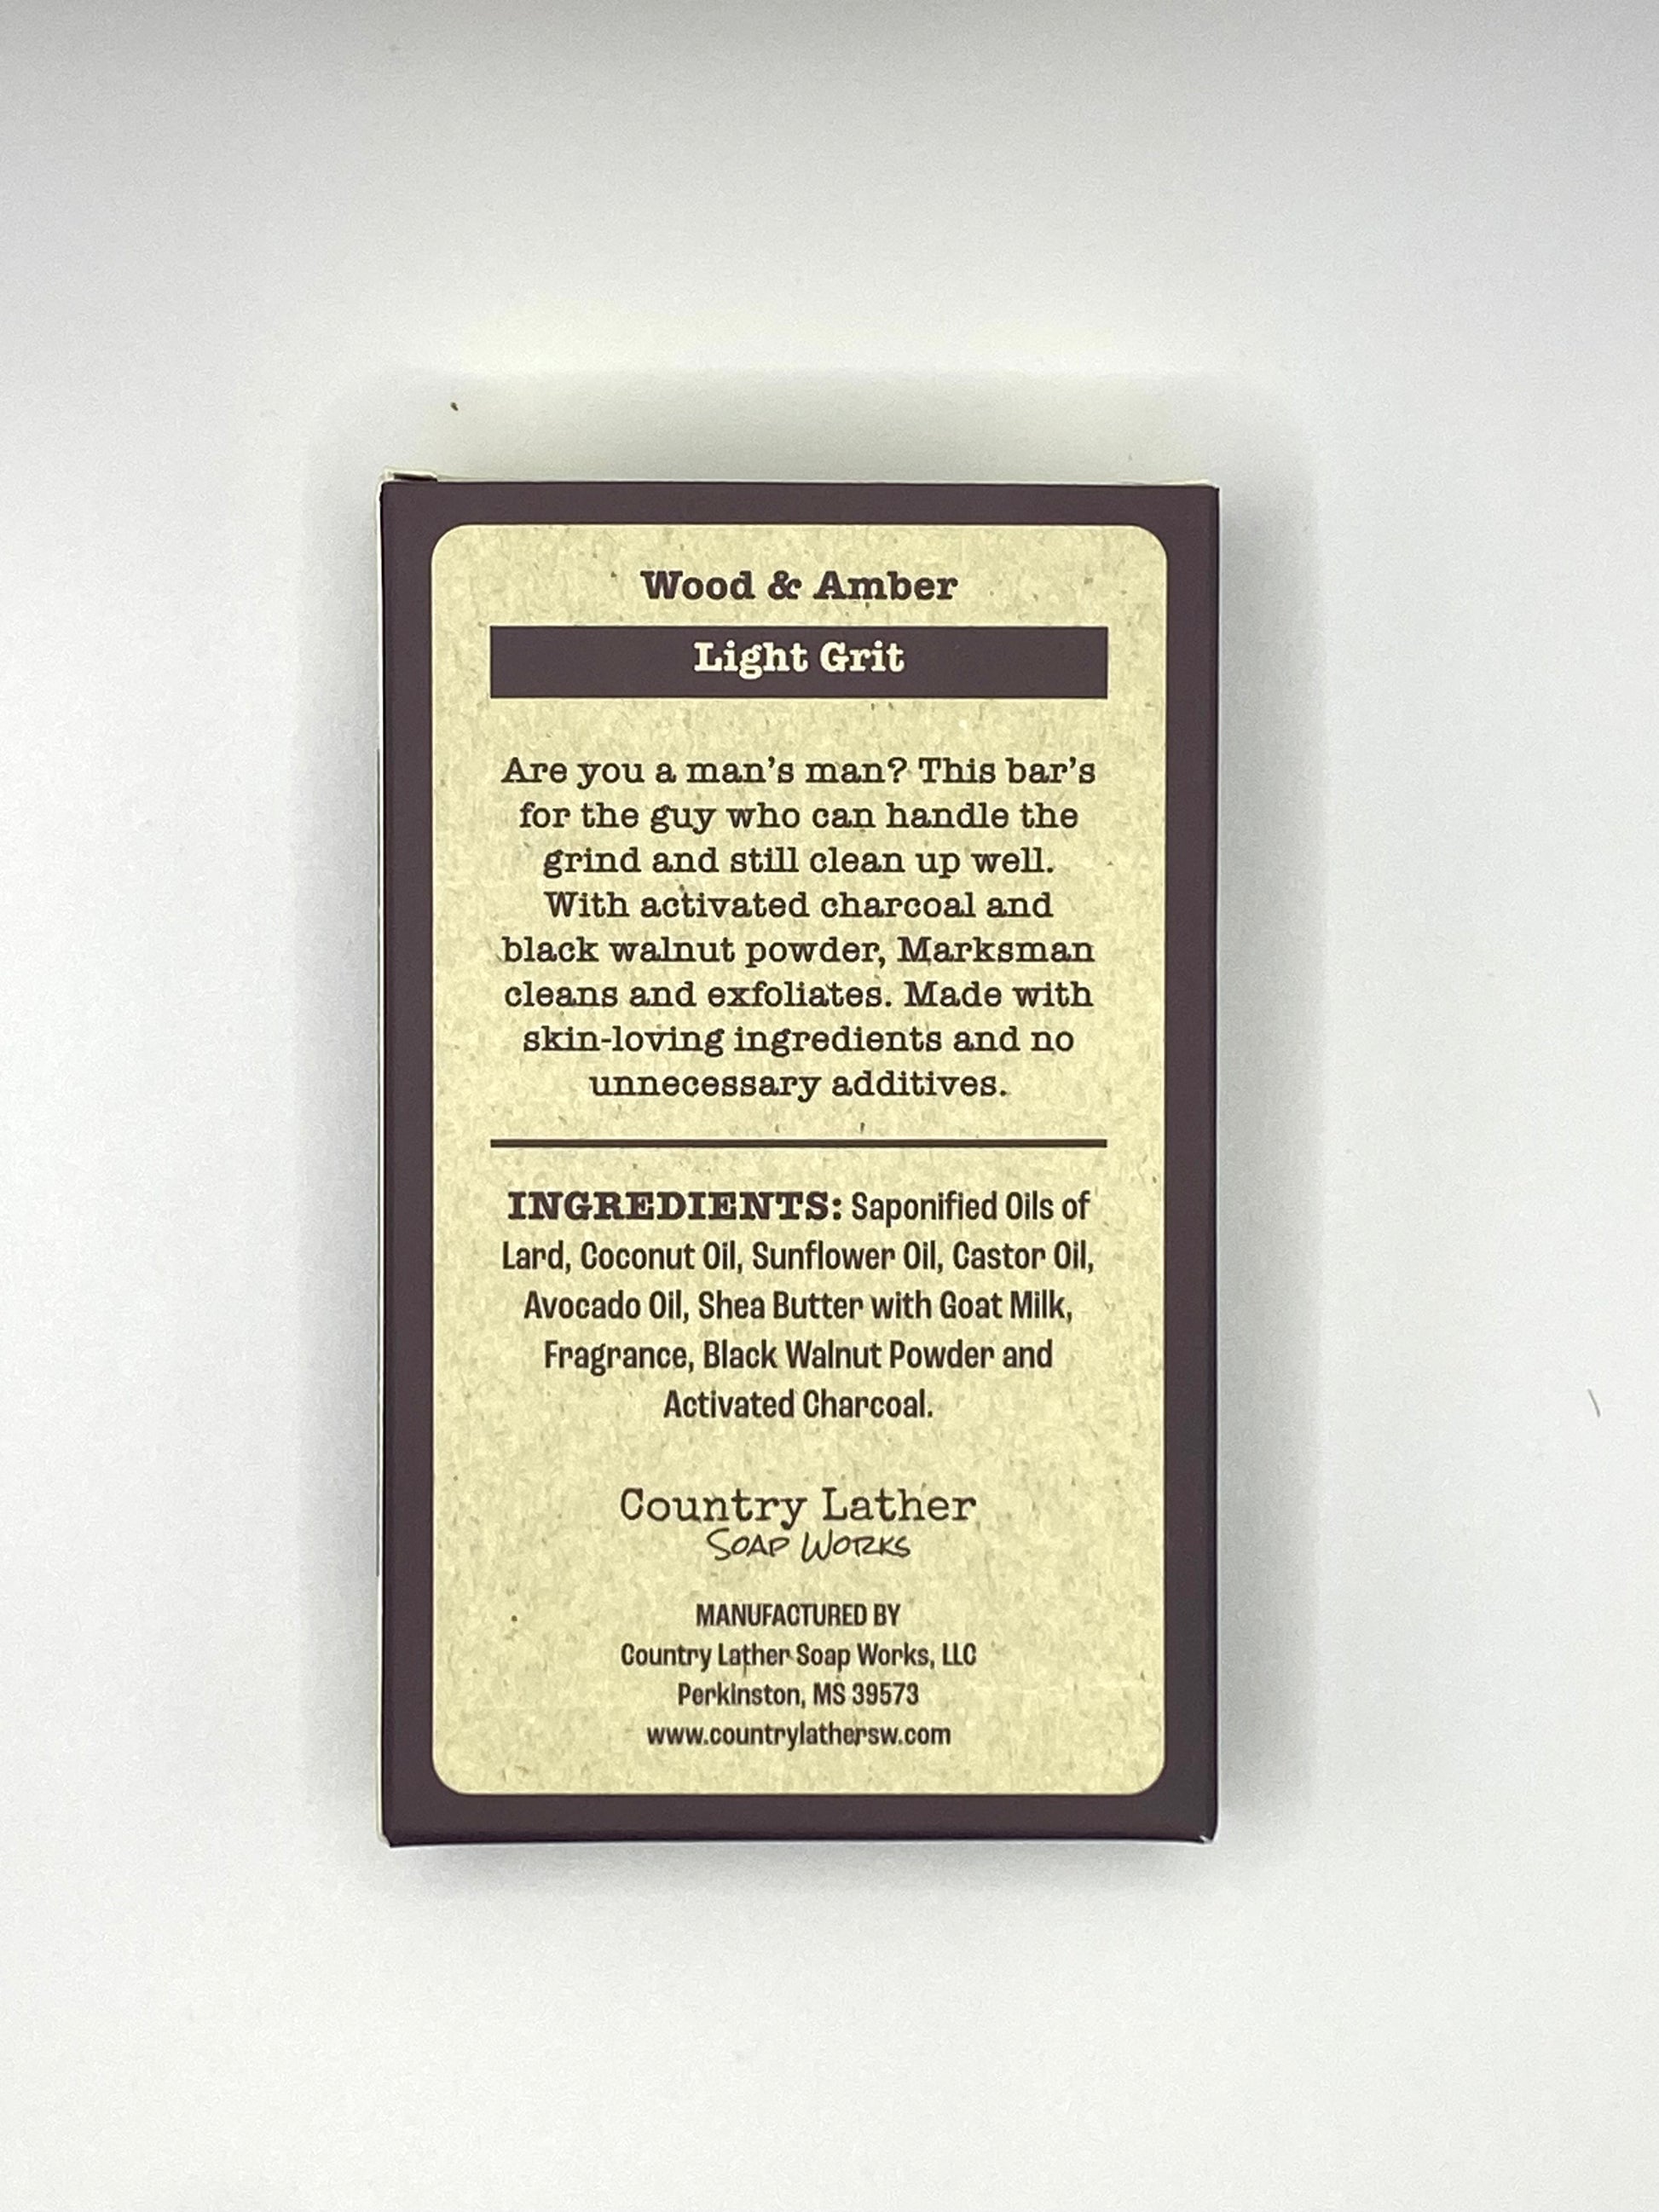 Wood & Amber
Light Grit
Are you a man's man? This bar's
for the guy who can handle the
grind and still clean up well.
With activated charcoal and
black walnut powder, Marksman
cleans and exfoliates. Made with
skin-loving ingredients and no
unnecessary additives.
INGREDIENTS: Saponified Oils of
Lard, Coconut Oil, Sunflower Oil, Castor Oil,
Avocado Oil, Shea Butter with Goat Milk,
Fragrance, Black Walnut Powder and
Activated Charcoal.
Country Lather
SOAP WORKS
MANUFACTURED BY
Country Lather Soap Works, LLC
Perkinston, MS 39573
www.countrylathersw.com